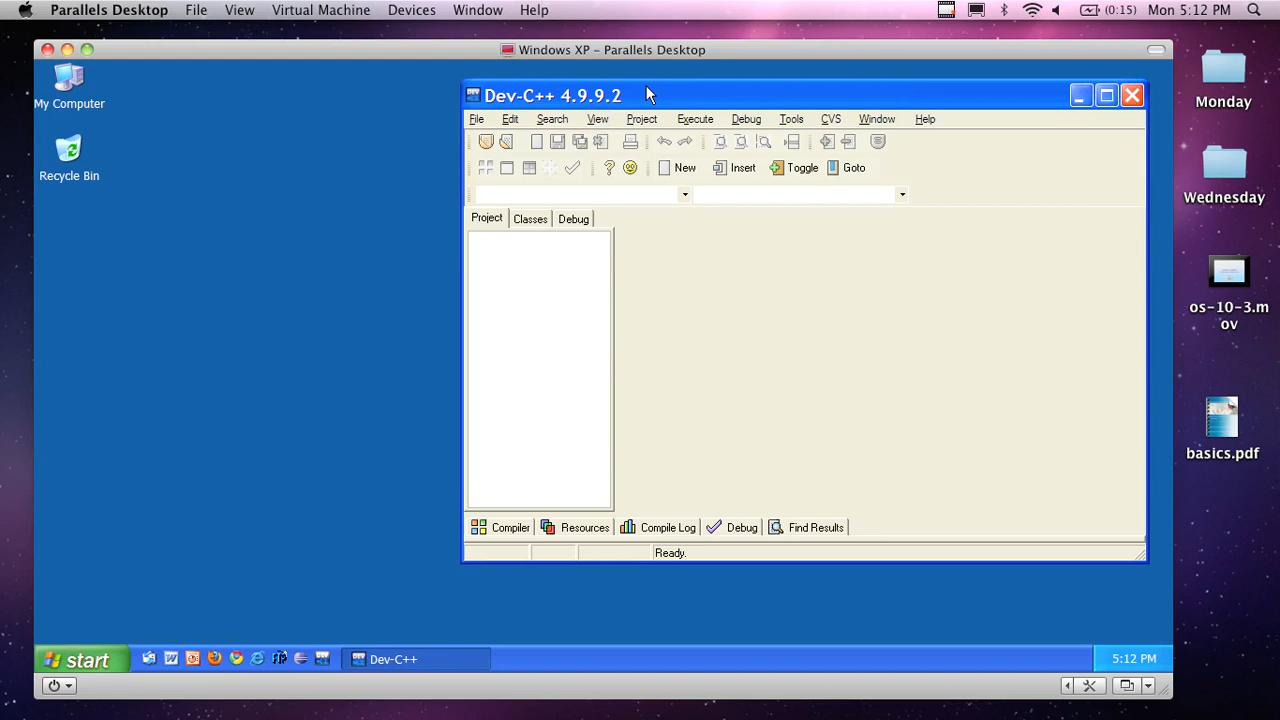 Parallels Desktop File View Virtual Machine Devices Window Help (0:15) Mon 5:12 PM
Windows XP – Parallels Desktop
My Computer
Recycle Bin
Dev-C++ 4.9.9.2
File Edit Search View Project Execute Debug Tools CVS Window Help
New Insert Toggle Goto
Project Classes Debug
Compiler Resources Compile Log Debug Find Results
Ready.
start Dev-C++ 5:12 PM
Monday
Wednesday
os-10-3.m
ov
basics.pdf